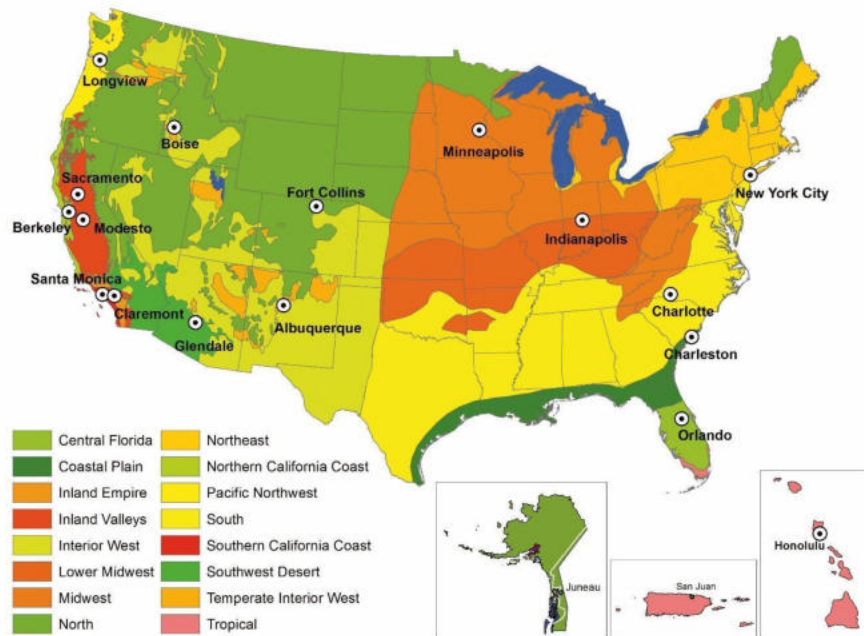 Longview
Boise
Minneapolis
Sacramento
Fort Collins
New York City
Berkeley
Modesto
Indianapolis
Santa Monica
Claremont
Glendale
Albuquerque
Charlotte
Charleston
Orlando
Central Florida
Coastal Plain
Inland Empire
Inland Valleys
Interior West
Lower Midwest
Midwest
North
Northeast
Northern California Coast
Pacific Northwest
South
Southern California Coast
Southwest Desert
Temperate Interior West
Tropical
Juneau
San Juan
Honolulu